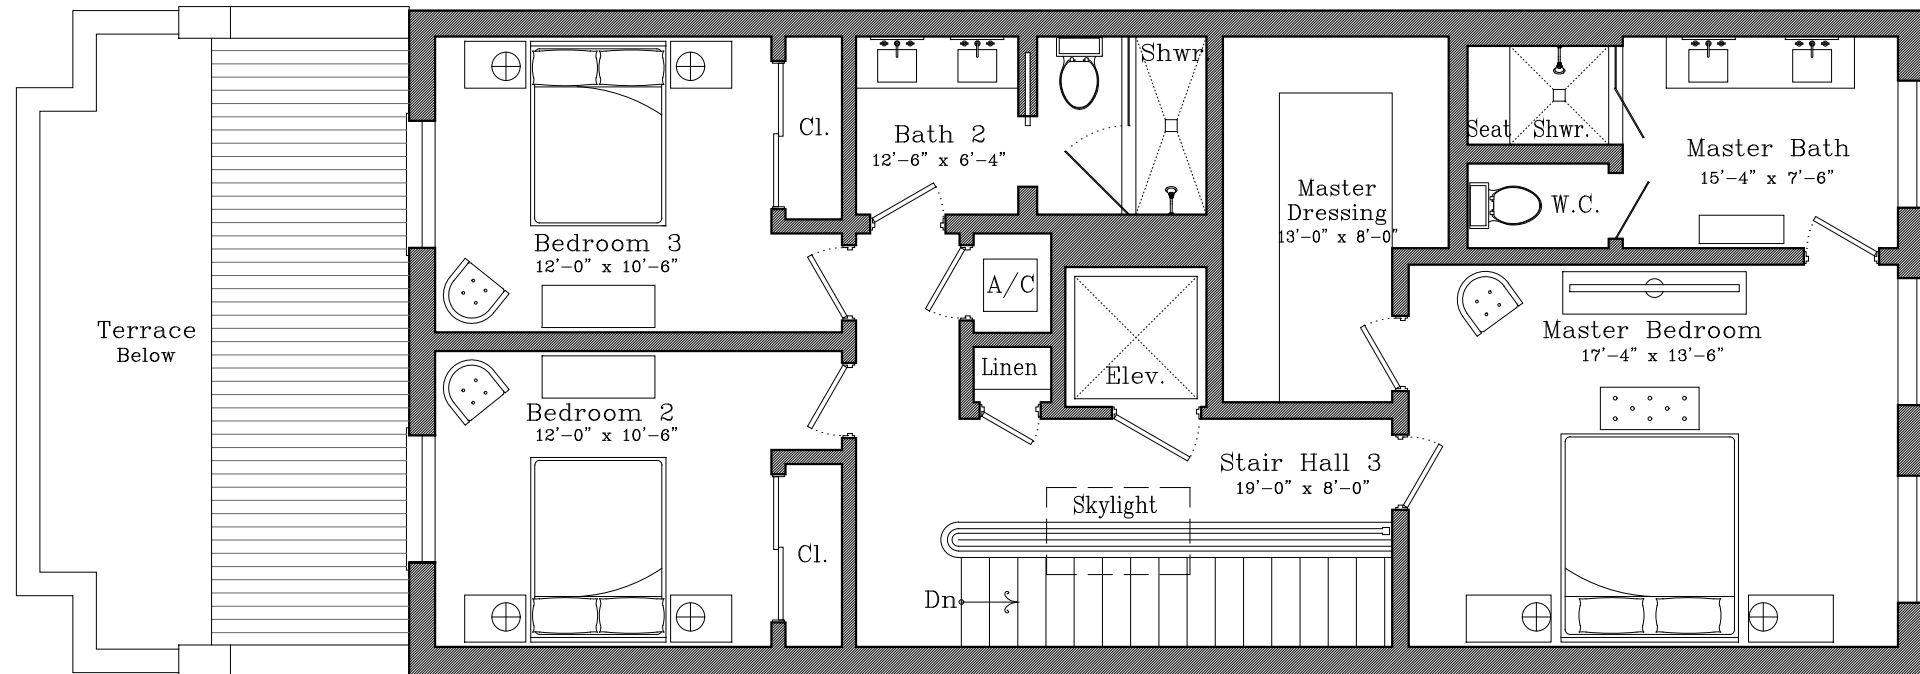 Terrace
Below
Bedroom 3
12'-0" x 10'-6"
Cl.
Bedroom 2
12'-0" x 10'-6"
Cl.
Bath 2
12'-6" x 6'-4"
Shwr.
A/C
Linen
Elev.
Master
Dressing
13'-0" x 8'-0"
Seat Shwr.
W.C.
Master Bath
15'-4" x 7'-6"
Master Bedroom
17'-4" x 13'-6"
Stair Hall 3
19'-0" x 8'-0"
Skylight
Dn